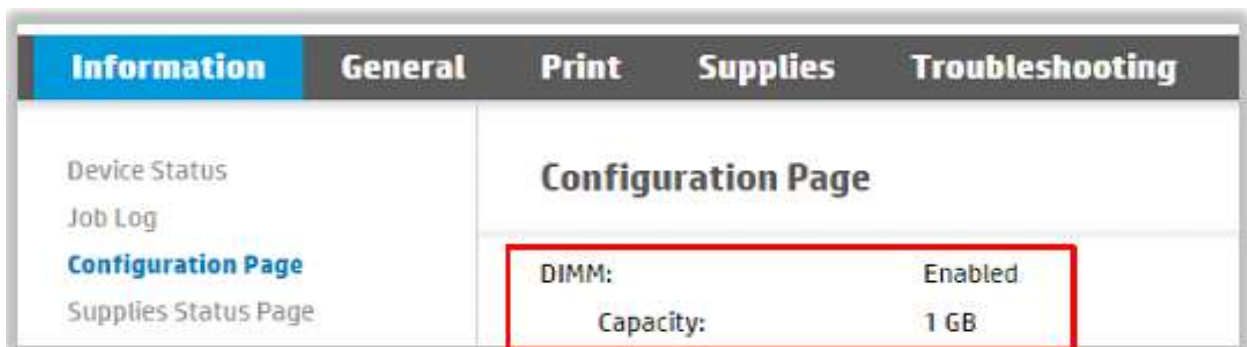 Information General Print Supplies Troubleshooting
Device Status
Job Log
Configuration Page
Supplies Status Page
Configuration Page
DIMM: Enabled
Capacity: 1 GB